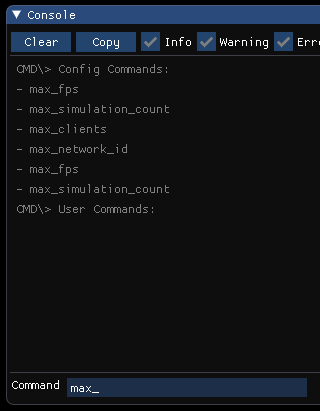 Console
Clear Copy Info Warning Erro
CMD\> Config Commands:
- max_fps
- max_simulation_count
- max_clients
- max_network_id
- max_fps
- max_simulation_count
CMD\> User Commands:
Command max_